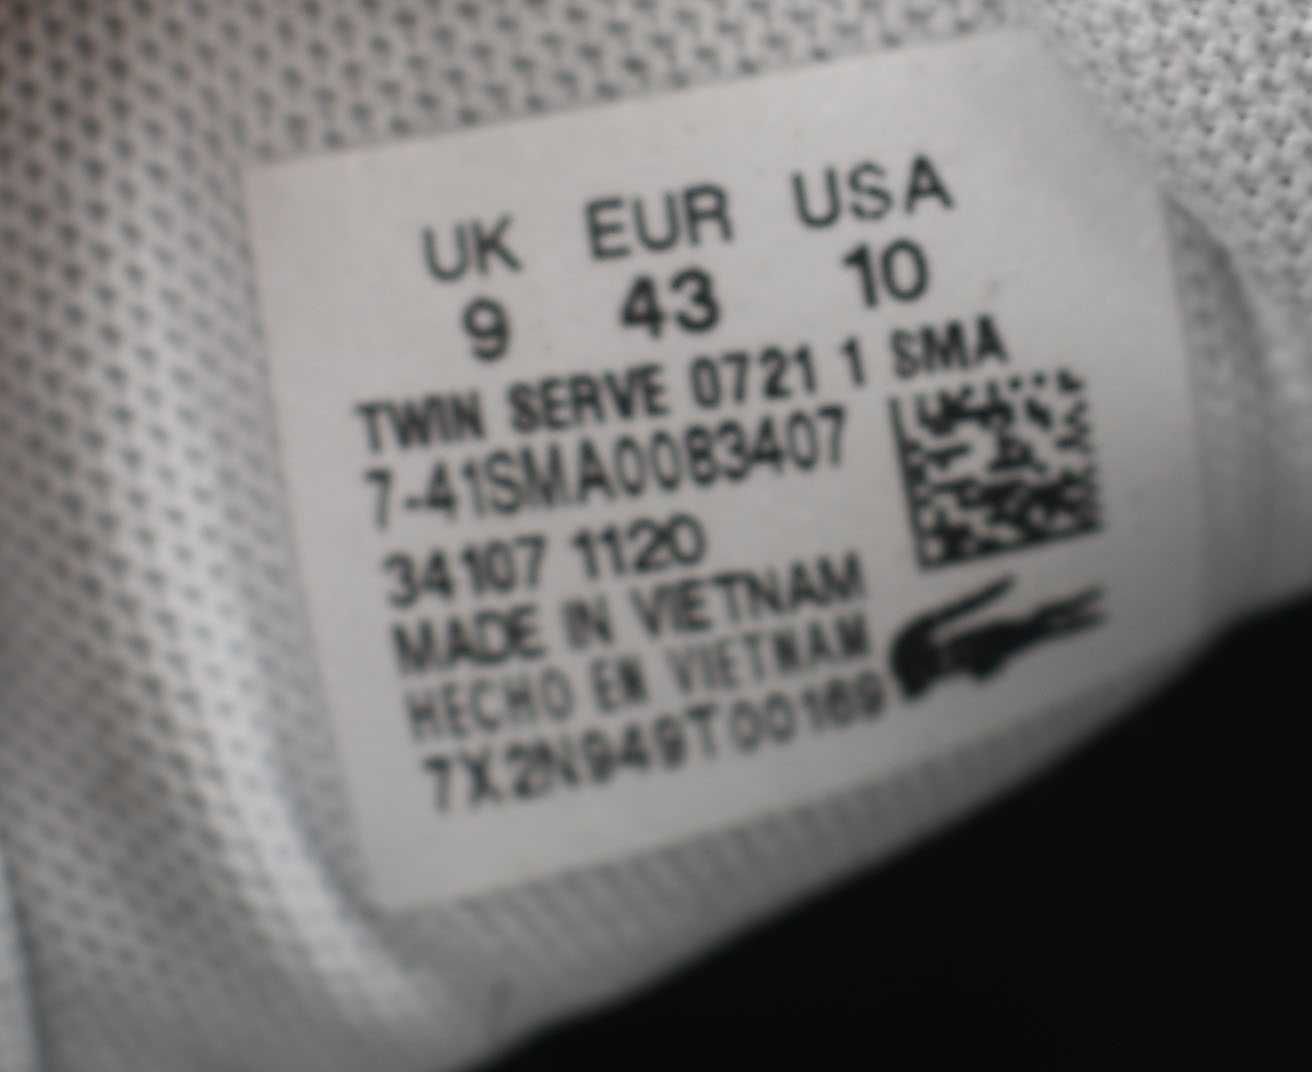 UK EUR USA
9 43 10
TWIN SERVE 0721 1 SMA
7-41SMA0083407
34107 1120
MADE IN VIETNAM
HECHO EN VIETNAM
7X2N949T00169